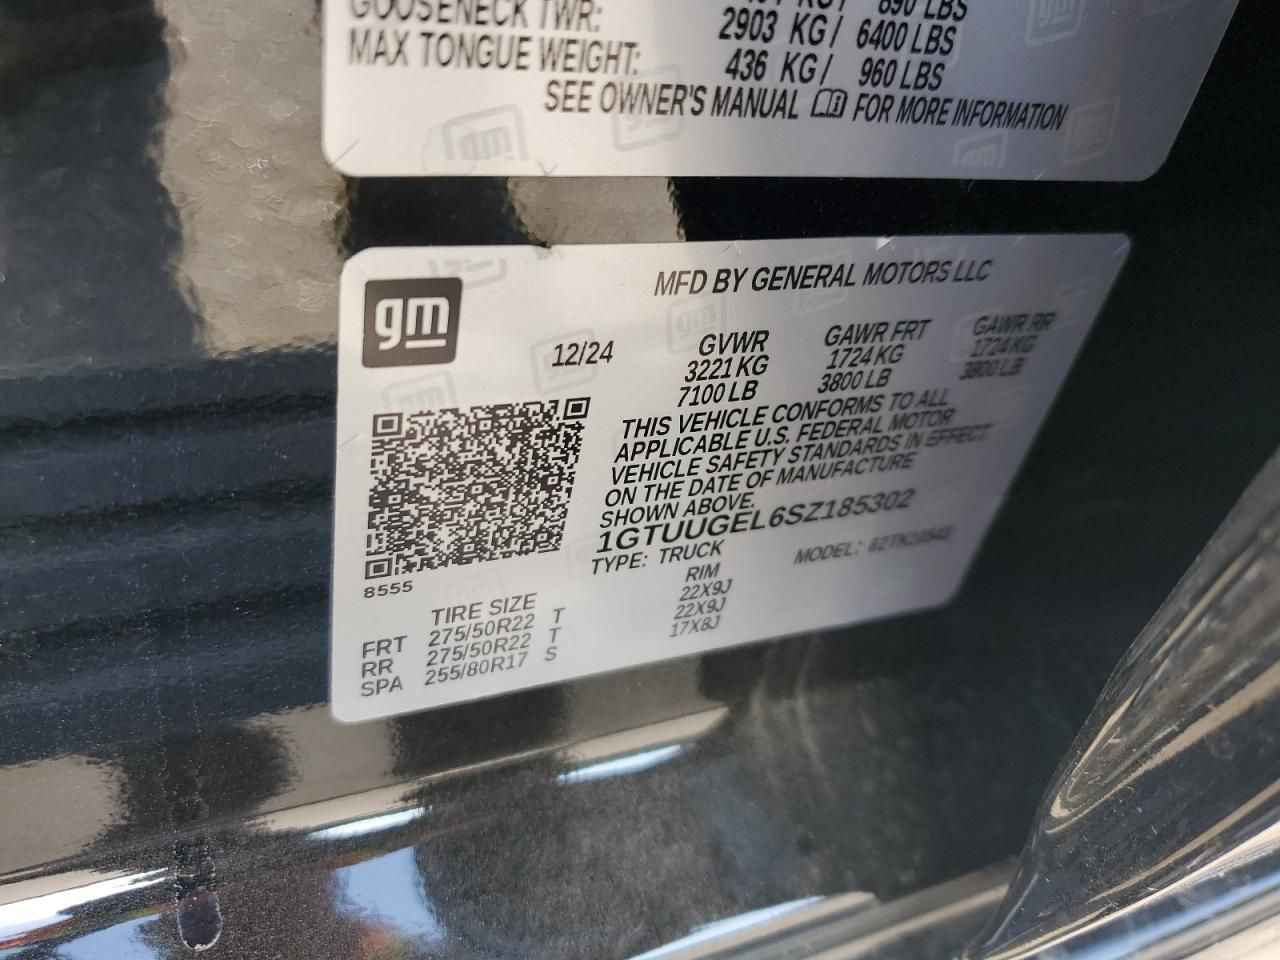 890 LBS
GOOSENECK TWR: 2903 KG / 6400 LBS
MAX TONGUE WEIGHT: 436 KG / 960 LBS
SEE OWNER'S MANUAL FOR MORE INFORMATION
gm
MFD BY GENERAL MOTORS LLC
12/24 GVWR GAWR FRT GAWR RR
3221 KG 1724 KG 1724 KG
7100 LB 3800 LB 3800 LB
THIS VEHICLE CONFORMS TO ALL
APPLICABLE U.S. FEDERAL MOTOR
VEHICLE SAFETY STANDARDS IN EFFECT
ON THE DATE OF MANUFACTURE
SHOWN ABOVE.
1GTUUGEL6SZ185302
TYPE: TRUCK MODEL:
8555
TIRE SIZE RIM
FRT 275/50R22 T 22X9J
RR 275/50R22 T 22X9J
SPA 255/80R17 S 17X8J